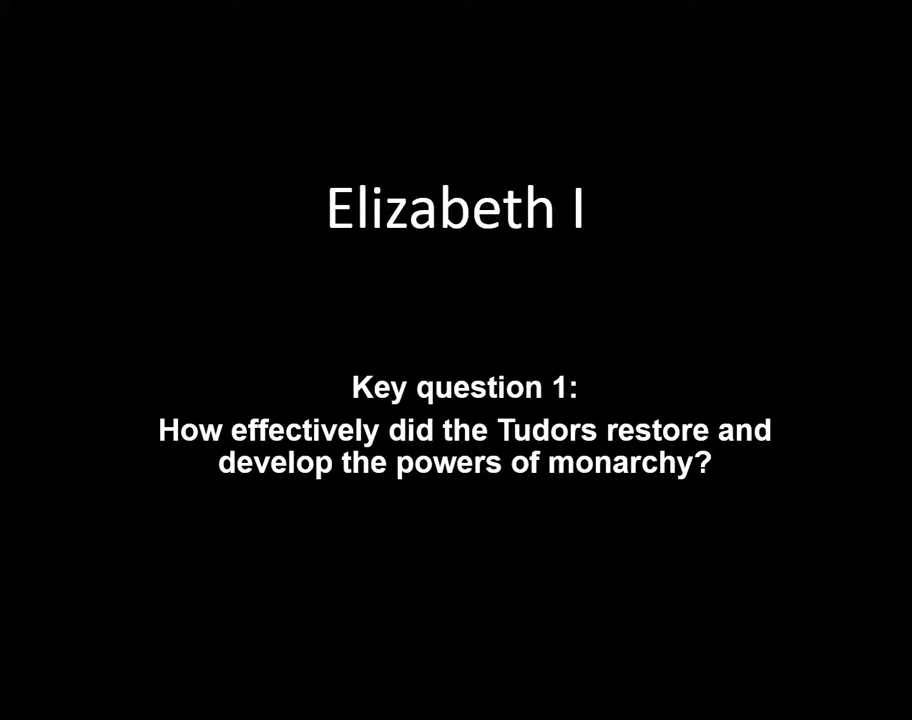 Elizabeth I
Key question 1:
How effectively did the Tudors restore and
develop the powers of monarchy?